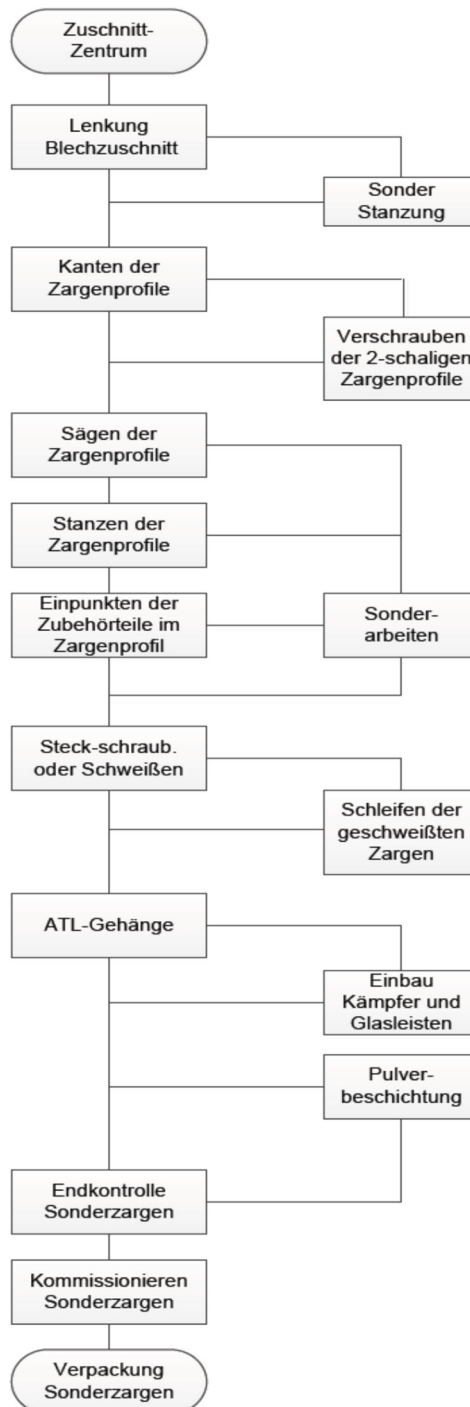 Zuschnitt-
Zentrum
Lenkung
Blechzuschnitt
Sonder
Stanzung
Kanten der
Zargenprofile
Verschrauben
der 2-schaligen
Zargenprofile
Sägen der
Zargenprofile
Stanzen der
Zargenprofile
Einpunkten der
Zubehörteile im
Zargenprofil
Sonder-
arbeiten
Steck-schraub.
oder Schweißen
Schleifen der
geschweißten
Zargen
ATL-Gehänge
Einbau
Kämpfer und
Glasleisten
Pulver-
beschichtung
Endkontrolle
Sonderzargen
Kommissionieren
Sonderzargen
Verpackung
Sonderzargen